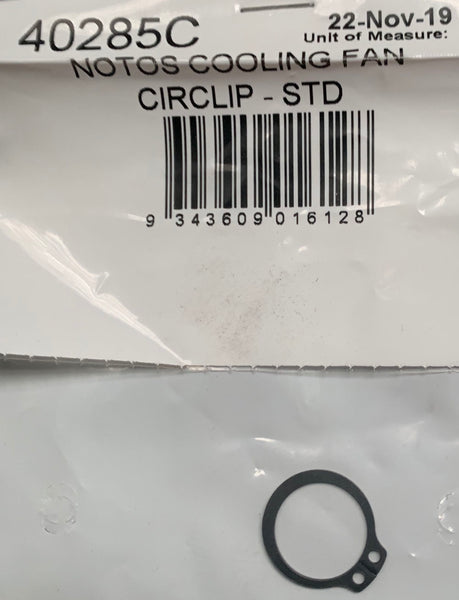 40285C
22-Nov-19
Unit of Measure:
NOTOS COOLING FAN
CIRCLIP - STD
9 343609 016128